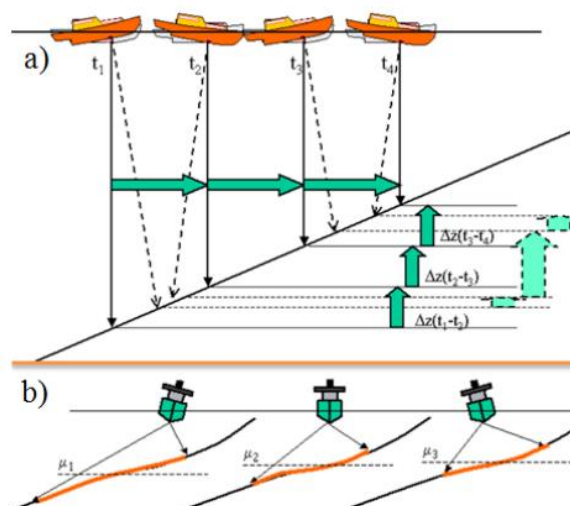 a)
t₁ t₂ t₃ t₄
Δz(t₃-t₄)
Δz(t₂-t₃)
Δz(t₁-t₂)
b)
μ₁ μ₂ μ₃